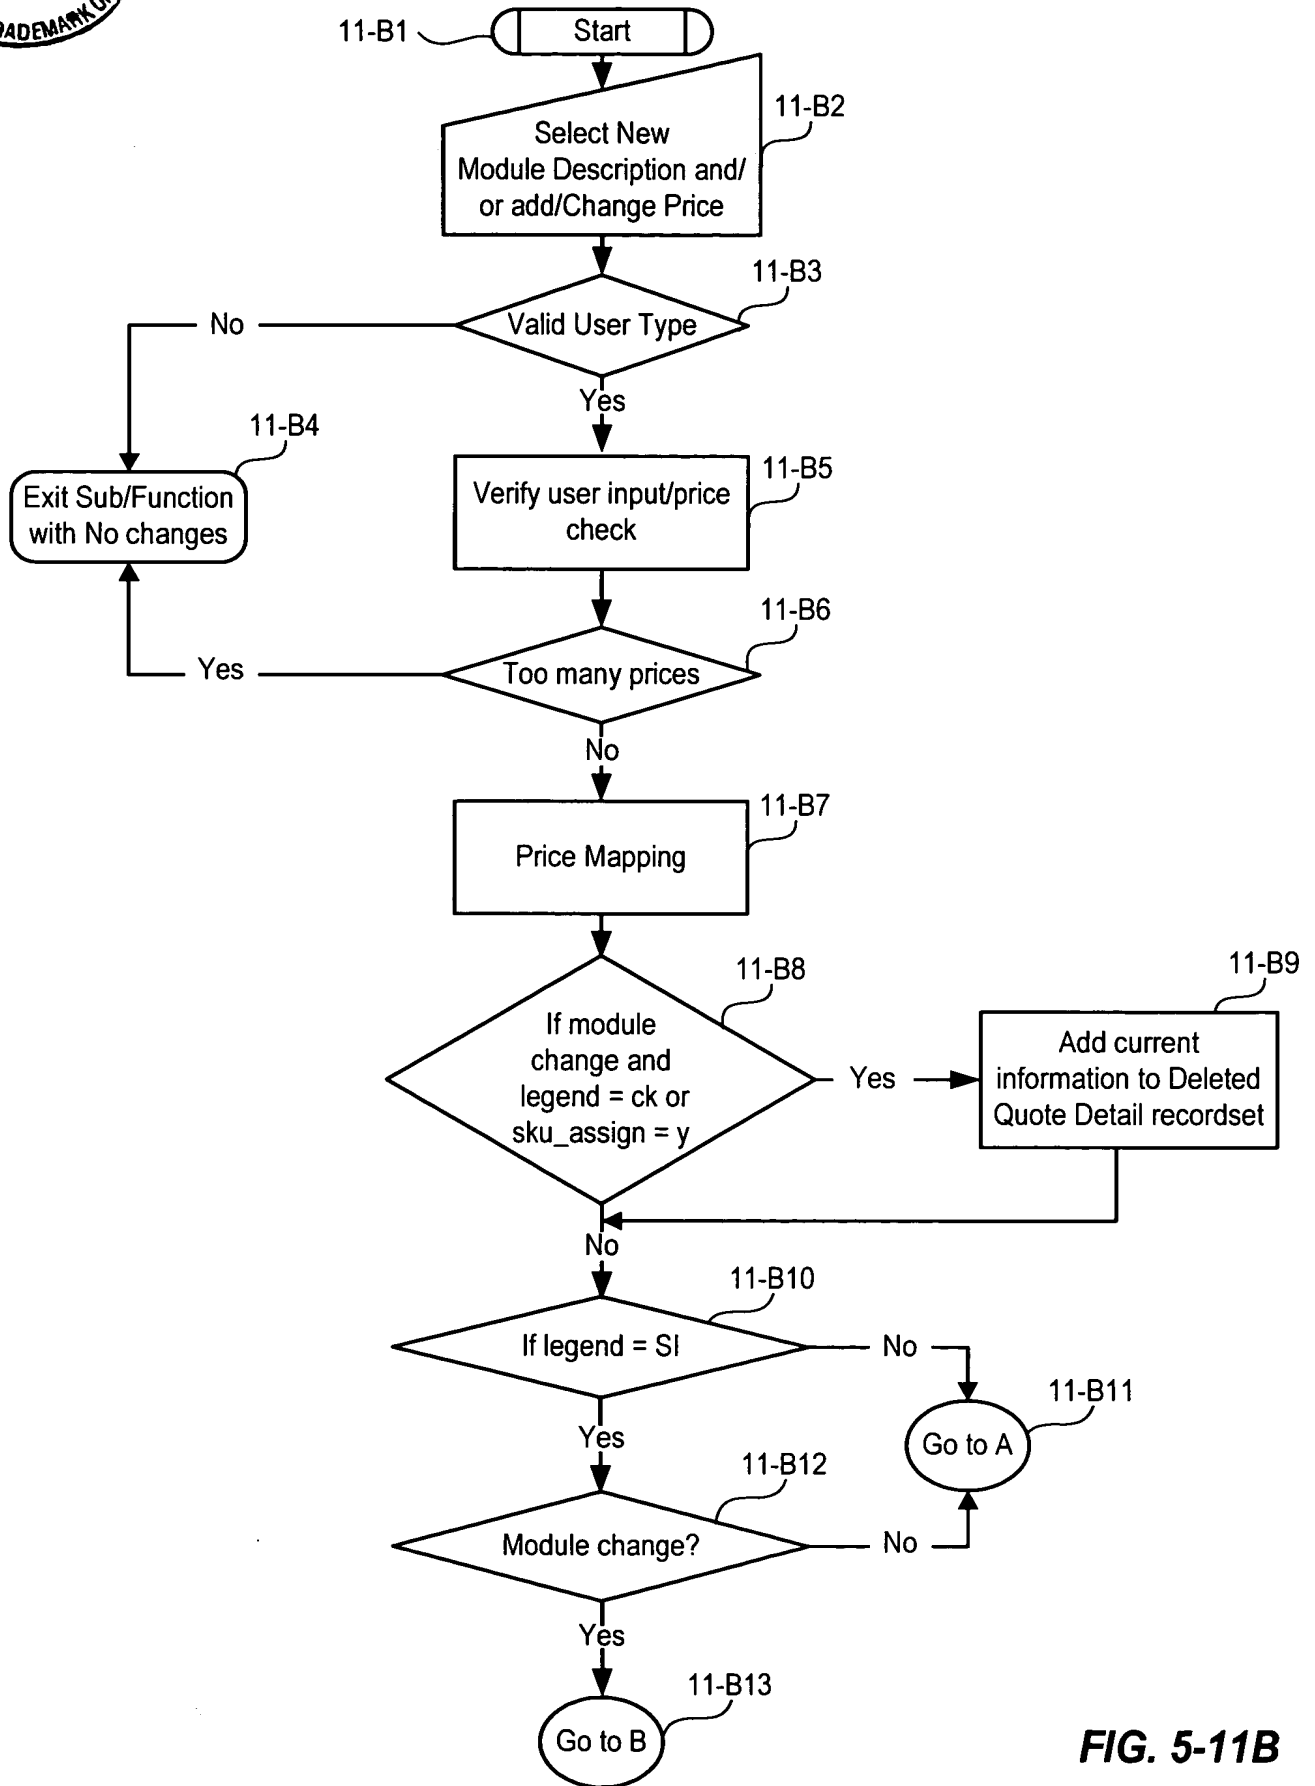 TRADEMARK
11-B1
Start
11-B2
Select New
Module Description and/
or add/Change Price
11-B3
Valid User Type
No
Yes
11-B4
Exit Sub/Function
with No changes
11-B5
Verify user input/price
check
11-B6
Too many prices
Yes
No
11-B7
Price Mapping
11-B8
If module
change and
legend = ck or
sku_assign = y
Yes
11-B9
Add current
information to Deleted
Quote Detail recordset
No
11-B10
If legend = SI
No
11-B11
Go to A
Yes
11-B12
Module change?
No
Yes
11-B13
Go to B
FIG. 5-11B